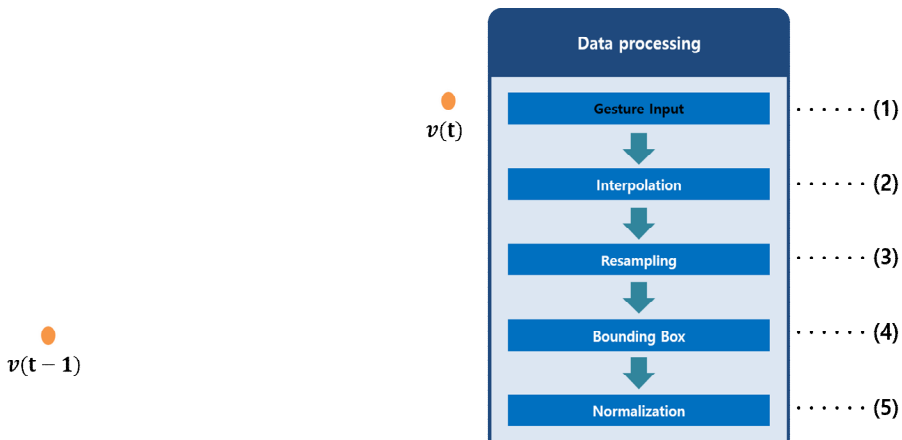 Data processing
Gesture Input
· · · · · · (1)
v(t)
Interpolation
· · · · · · (2)
Resampling
· · · · · · (3)
Bounding Box
· · · · · · (4)
v(t − 1)
Normalization
· · · · · · (5)